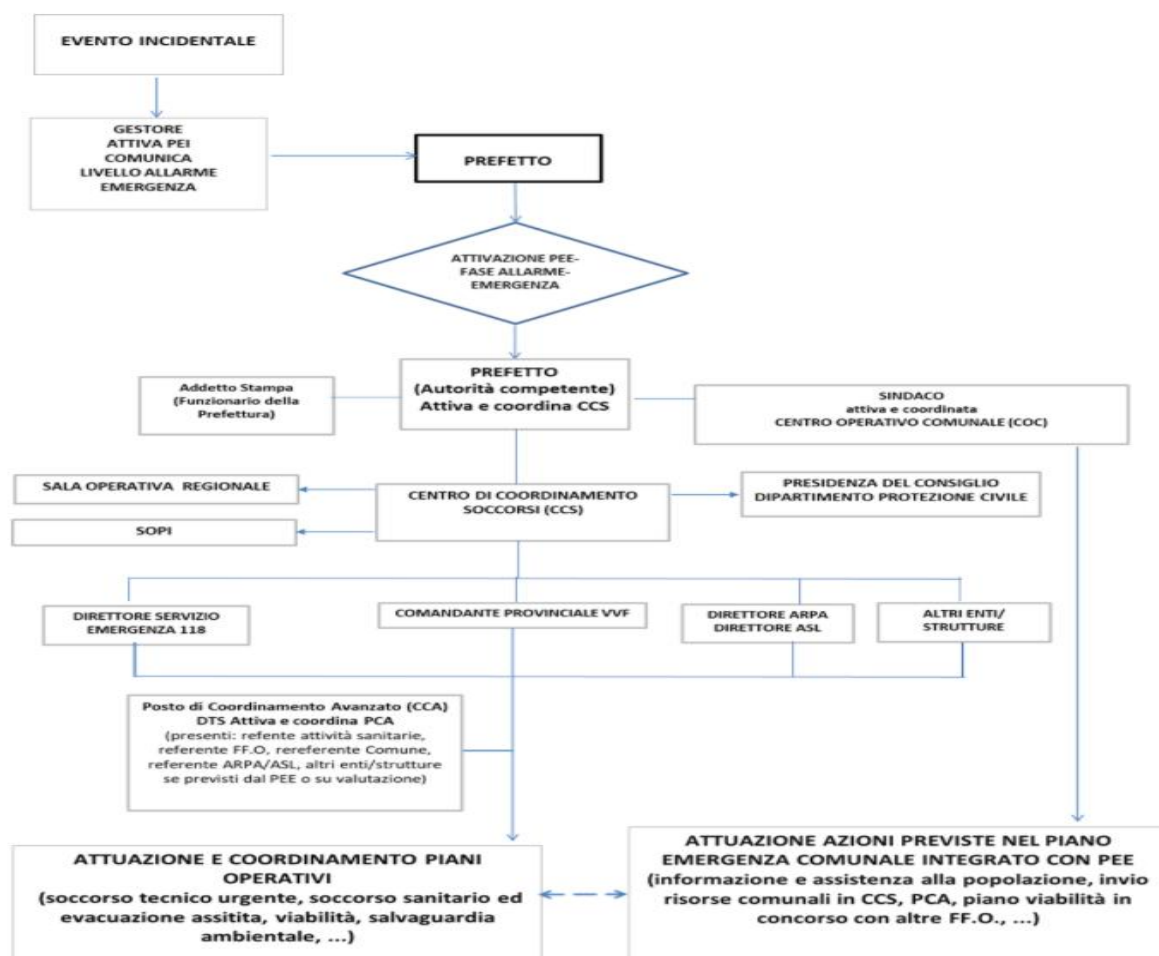 EVENTO INCIDENTALE
GESTORE
ATTIVA PEI
COMUNICA
LIVELLO ALLARME
EMERGENZA
PREFETTO
ATTIVAZIONE PEE-
FASE ALLARME-
EMERGENZA
PREFETTO
(Autorità competente)
Attiva e coordina CCS
Addetto Stampa
(Funzionario della
Prefettura)
SINDACO
attiva e coordinata
CENTRO OPERATIVO COMUNALE (COC)
SALA OPERATIVA REGIONALE
SOPI
CENTRO DI COORDINAMENTO
SOCCORSI (CCS)
PRESIDENZA DEL CONSIGLIO
DIPARTIMENTO PROTEZIONE CIVILE
DIRETTORE SERVIZIO
EMERGENZA 118
COMANDANTE PROVINCIALE VVF
DIRETTORE ARPA
DIRETTORE ASL
ALTRI ENTI/
STRUTTURE
Posto di Coordinamento Avanzato (CCA)
DTS Attiva e coordina PCA
(presenti: refente attività sanitarie,
referente FF.O, rereferente Comune,
referente ARPA/ASL, altri enti/strutture
se previsti dal PEE o su valutazione)
ATTUAZIONE E COORDINAMENTO PIANI
OPERATIVI
(soccorso tecnico urgente, soccorso sanitario ed
evacuazione assitita, viabilità, salvaguardia
ambientale, ...)
ATTUAZIONE AZIONI PREVISTE NEL PIANO
EMERGENZA COMUNALE INTEGRATO CON PEE
(informazione e assistenza alla popolazione, invio
risorse comunali in CCS, PCA, piano viabilità in
concorso con altre FF.O., ...)